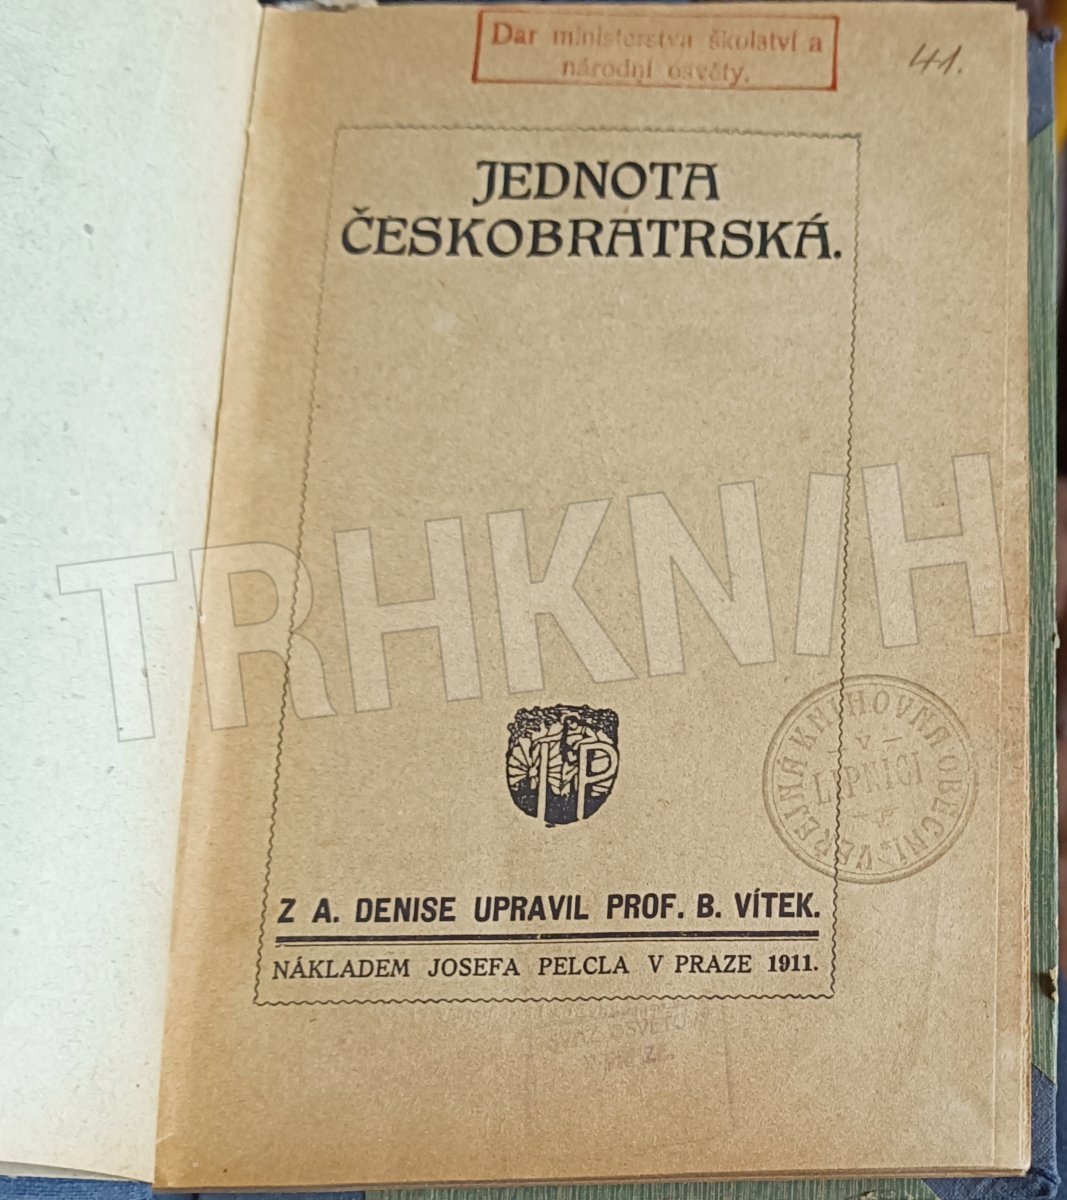 Dar ministerstva školství a
národní osvěty.
41.
JEDNOTA
ČESKOBRATRSKÁ.
TRHKNIH
VEŘEJNÁ KNIHOVNA OBECNÍ
V
LIPNICI
JP
Z A. DENISE UPRAVIL PROF. B. VÍTEK.
NÁKLADEM JOSEFA PELCLA V PRAZE 1911.